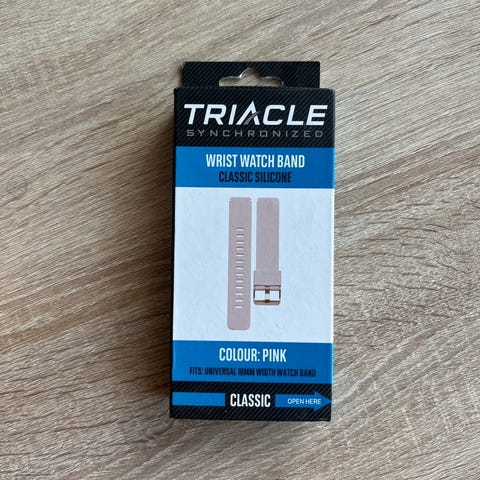 TRIACLE
SYNCHRONIZED
WRIST WATCH BAND
CLASSIC SILICONE
COLOUR: PINK
FITS: UNIVERSAL 18MM WIDTH WATCH BAND
CLASSIC
OPEN HERE